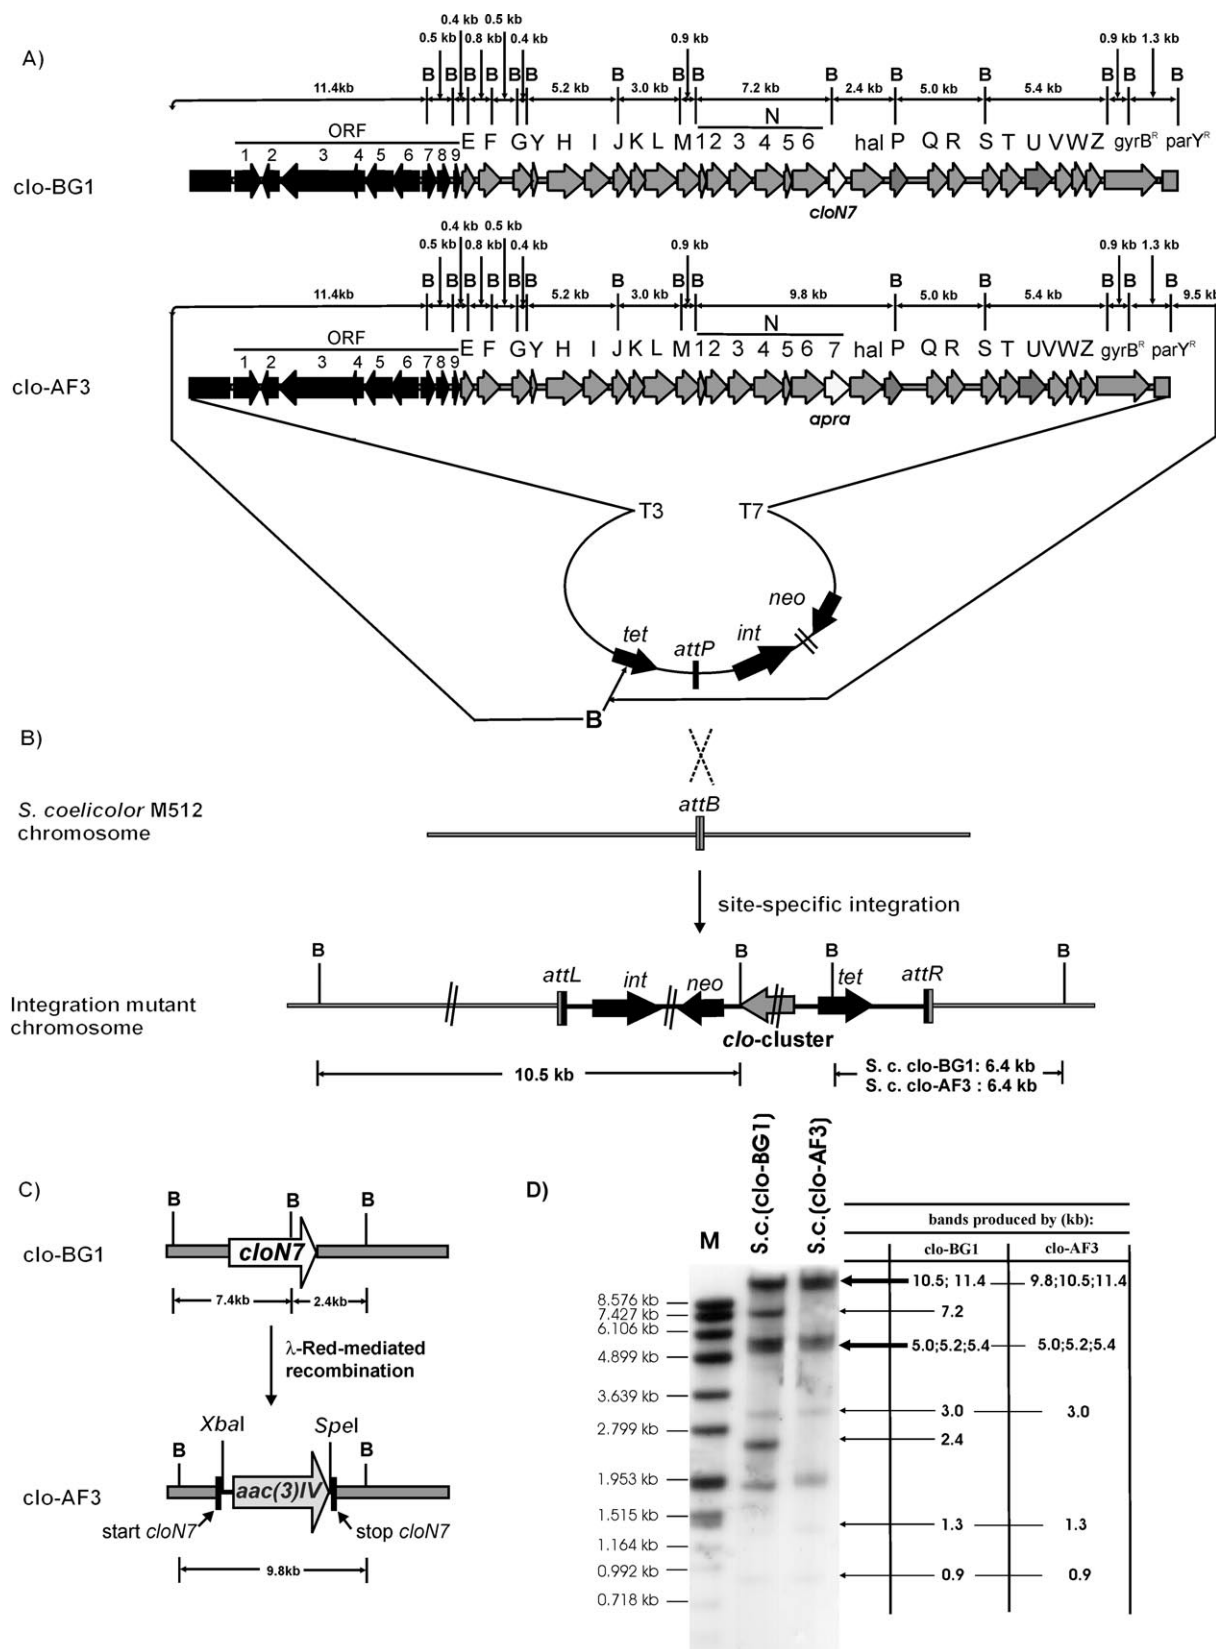 A)
0.4 kb 0.5 kb
0.5 kb 0.8 kb 0.4 kb 0.9 kb 0.9 kb 1.3 kb
B B B B B B B B B B B B B B B B
11.4kb 5.2 kb 3.0 kb 7.2 kb 2.4 kb 5.0 kb 5.4 kb
ORF N
E F G Y H I J K L M 1 2 3 4 5 6 hal P Q R S T U V W Z gyrB^R parY^R
1 2 3 4 5 6 7 8 9
clo-BG1
cloN7
0.4 kb 0.5 kb
0.5 kb 0.8 kb 0.4 kb 0.9 kb 0.9 kb 1.3 kb
B B B B B B B B B B B B B B B
11.4kb 5.2 kb 3.0 kb 9.8 kb 5.0 kb 5.4 kb 9.5 kb
ORF N
E F G Y H I J K L M 1 2 3 4 5 6 7 hal P Q R S T U V W Z gyrB^R parY^R
1 2 3 4 5 6 7 8 9
clo-AF3
apra
T3 T7
neo
tet attP int
B
B)
attB
S. coelicolor M512
chromosome
site-specific integration
B B B B
attL int neo tet attR
Integration mutant
chromosome
clo-cluster
10.5 kb
S. c. clo-BG1: 6.4 kb
S. c. clo-AF3 : 6.4 kb
C)
B B B
clo-BG1
cloN7
7.4kb 2.4kb
λ-Red-mediated
recombination
XbaI SpeI
B B
clo-AF3
aac(3)IV
start cloN7 stop cloN7
9.8kb
D)
M S.c.(clo-BG1) S.c.(clo-AF3)
bands produced by (kb):
clo-BG1 clo-AF3
10.5; 11.4 9.8;10.5;11.4
8.576 kb
7.427 kb 7.2
6.106 kb
5.0;5.2;5.4 5.0;5.2;5.4
4.899 kb
3.639 kb
3.0 3.0
2.799 kb
2.4
1.953 kb
1.515 kb
1.3 1.3
1.164 kb
0.992 kb
0.9 0.9
0.718 kb